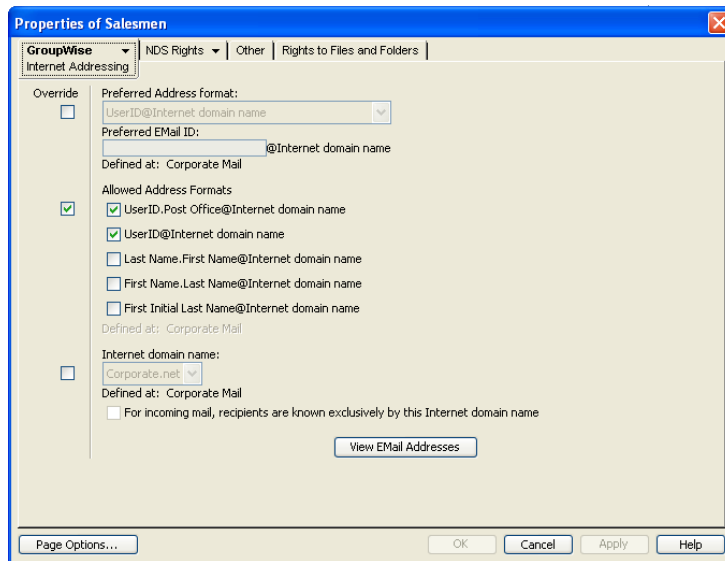 Properties of Salesmen
GroupWise NDS Rights Other Rights to Files and Folders
Internet Addressing
Override Preferred Address format:
UserID@Internet domain name
Preferred EMail ID:
@Internet domain name
Defined at: Corporate Mail
Allowed Address Formats
UserID.Post Office@Internet domain name
UserID@Internet domain name
Last Name.First Name@Internet domain name
First Name.Last Name@Internet domain name
First Initial Last Name@Internet domain name
Defined at: Corporate Mail
Internet domain name:
Corporate.net
Defined at: Corporate Mail
For incoming mail, recipients are known exclusively by this Internet domain name
View EMail Addresses
Page Options... OK Cancel Apply Help